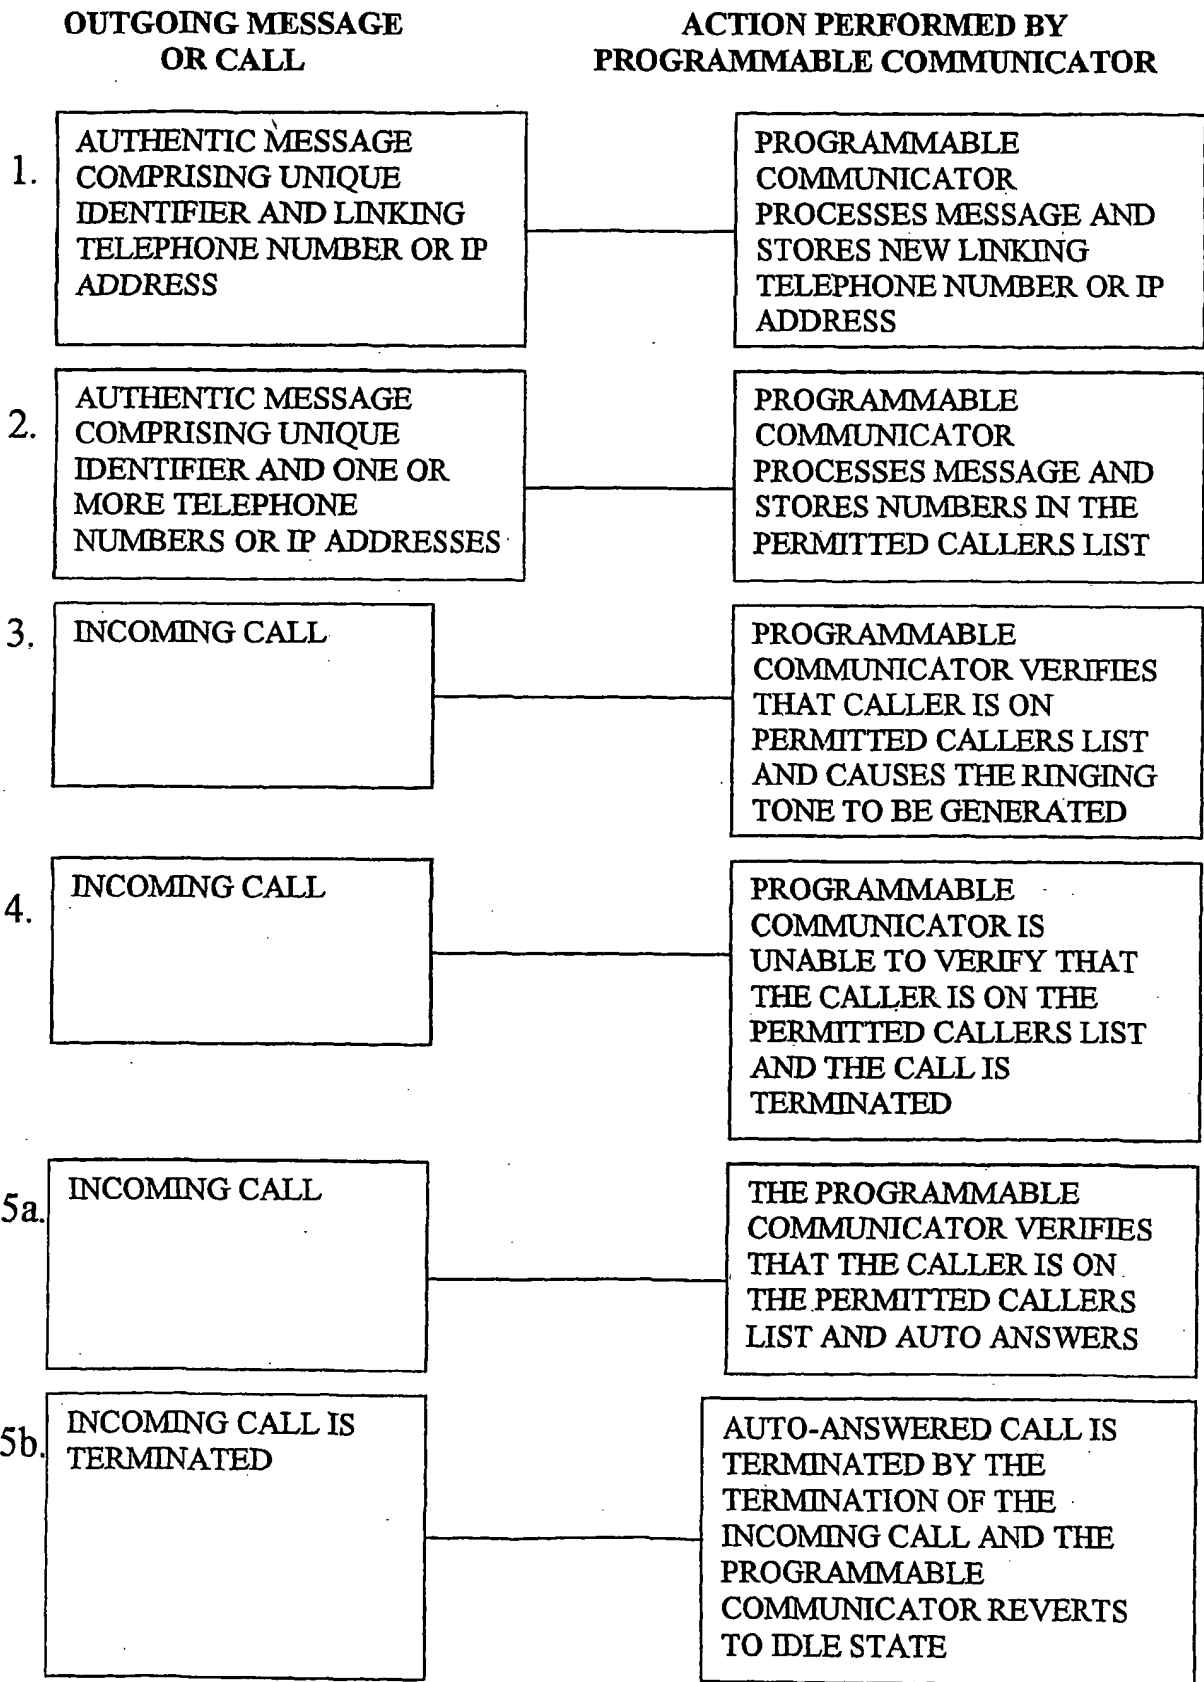 OUTGOING MESSAGE
OR CALL
ACTION PERFORMED BY
PROGRAMMABLE COMMUNICATOR
1.
AUTHENTIC MESSAGE
COMPRISING UNIQUE
IDENTIFIER AND LINKING
TELEPHONE NUMBER OR IP
ADDRESS
PROGRAMMABLE
COMMUNICATOR
PROCESSES MESSAGE AND
STORES NEW LINKING
TELEPHONE NUMBER OR IP
ADDRESS
2.
AUTHENTIC MESSAGE
COMPRISING UNIQUE
IDENTIFIER AND ONE OR
MORE TELEPHONE
NUMBERS OR IP ADDRESSES
PROGRAMMABLE
COMMUNICATOR
PROCESSES MESSAGE AND
STORES NUMBERS IN THE
PERMITTED CALLERS LIST
3.
INCOMING CALL
PROGRAMMABLE
COMMUNICATOR VERIFIES
THAT CALLER IS ON
PERMITTED CALLERS LIST
AND CAUSES THE RINGING
TONE TO BE GENERATED
4.
INCOMING CALL
PROGRAMMABLE
COMMUNICATOR IS
UNABLE TO VERIFY THAT
THE CALLER IS ON THE
PERMITTED CALLERS LIST
AND THE CALL IS
TERMINATED
5a.
INCOMING CALL
THE PROGRAMMABLE
COMMUNICATOR VERIFIES
THAT THE CALLER IS ON
THE PERMITTED CALLERS
LIST AND AUTO ANSWERS
5b.
INCOMING CALL IS
TERMINATED
AUTO-ANSWERED CALL IS
TERMINATED BY THE
TERMINATION OF THE
INCOMING CALL AND THE
PROGRAMMABLE
COMMUNICATOR REVERTS
TO IDLE STATE